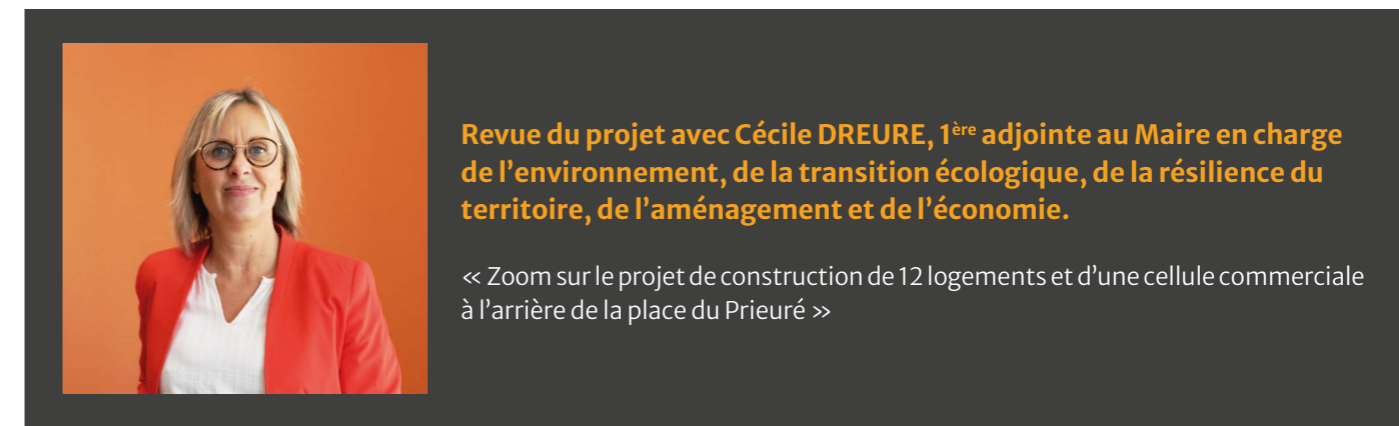 Revue du projet avec Cécile DREURE, 1ère adjointe au Maire en charge
de l’environnement, de la transition écologique, de la résilience du
territoire, de l’aménagement et de l’économie.
« Zoom sur le projet de construction de 12 logements et d’une cellule commerciale
à l’arrière de la place du Prieuré »